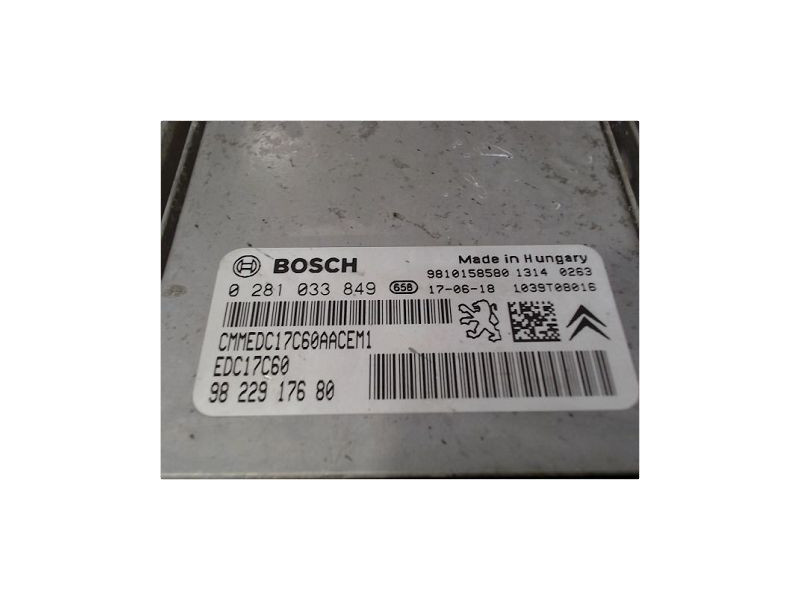 BOSCH
Made in Hungary
9810158580 1314 0263
0 281 033 849 658 17-06-18 1039T08016
CMMEDC17C60AACEM1
EDC17C60
98 229 176 80